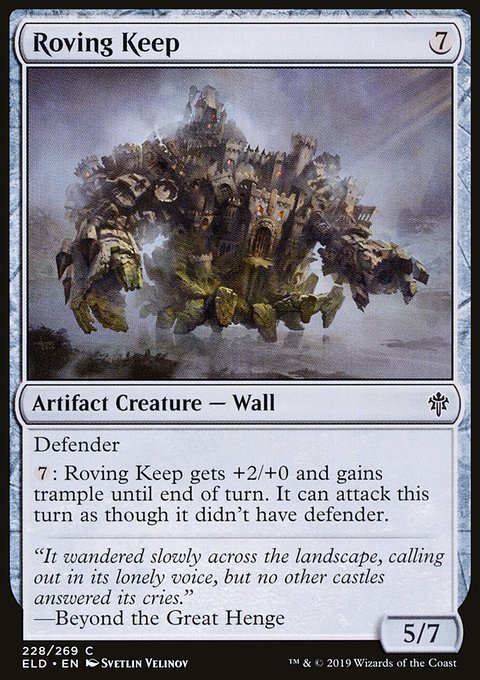 Roving Keep 7
Artifact Creature — Wall
Defender
7: Roving Keep gets +2/+0 and gains
trample until end of turn. It can attack this
turn as though it didn't have defender.
“It wandered slowly across the landscape, calling
out in its lonely voice, but no other castles
answered its cries.”
—Beyond the Great Henge
5/7
228/269 C
ELD • EN Svetlin Velinov
™ & © 2019 Wizards of the Coast